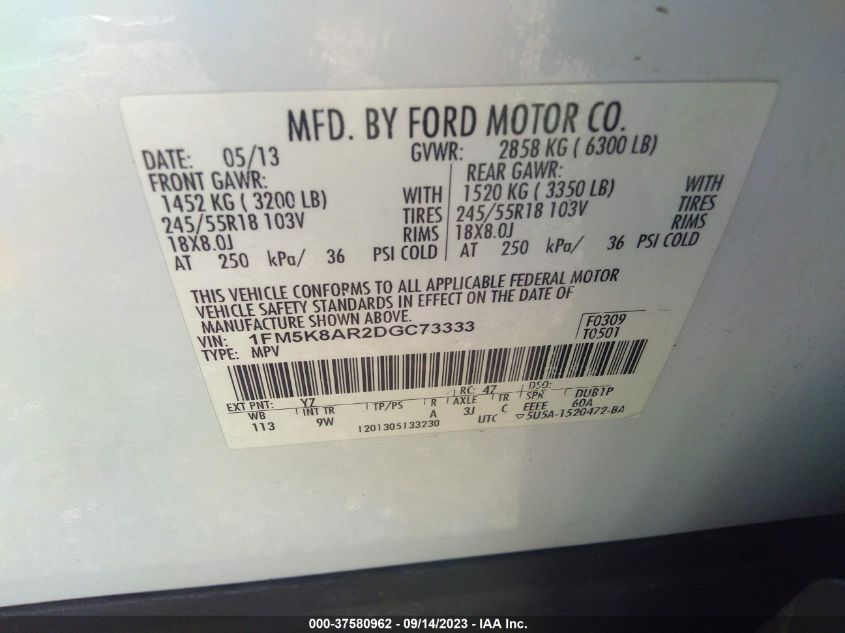 MFD. BY FORD MOTOR CO.
DATE: 05/13 GVWR: 2858 KG ( 6300 LB)
FRONT GAWR: REAR GAWR:
1452 KG ( 3200 LB) WITH 1520 KG ( 3350 LB) WITH
245/55R18 103V TIRES 245/55R18 103V TIRES
18X8.0J RIMS 18X8.0J RIMS
AT 250 kPa/ 36 PSI COLD AT 250 kPa/ 36 PSI COLD
THIS VEHICLE CONFORMS TO ALL APPLICABLE FEDERAL MOTOR
VEHICLE SAFETY STANDARDS IN EFFECT ON THE DATE OF
MANUFACTURE SHOWN ABOVE.
VIN: 1FM5K8AR2DGC73333 F0309
TYPE: MPV T0501
EXT PNT: YZ RC: 47 DSO:
WB INT TR TP/PS R AXLE TR SPR DUB1P
113 9W A 3J C EEEE 60A
1201305133230 UTC 5U5A-1520472-BA
000-37580962 - 09/14/2023 - IAA Inc.